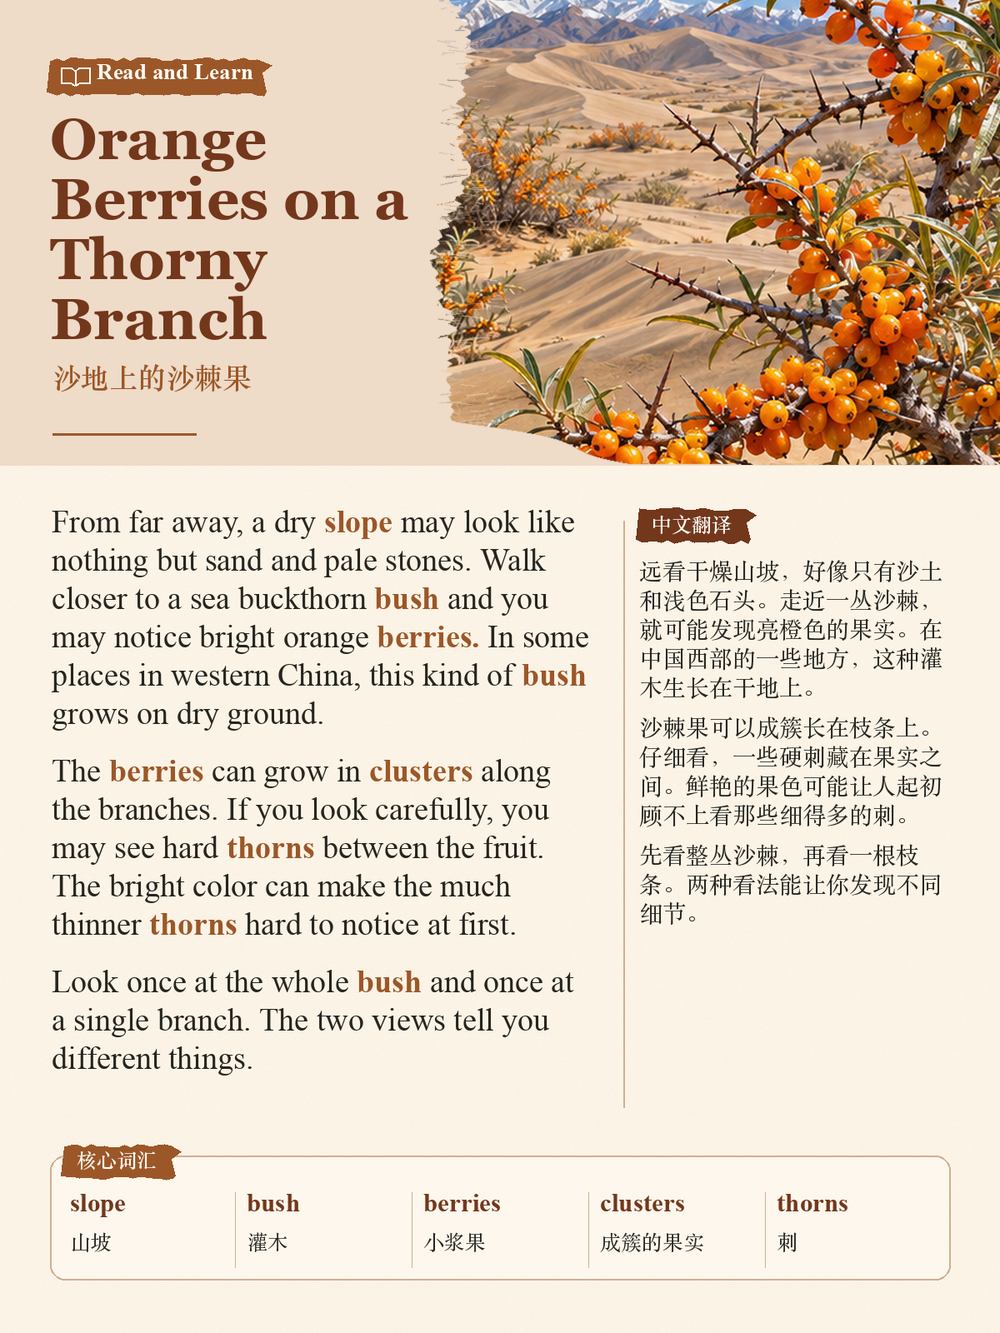 Read and Learn
Orange
Berries on a
Thorny
Branch
沙地上的沙棘果
From far away, a dry slope may look like
nothing but sand and pale stones. Walk
closer to a sea buckthorn bush and you
may notice bright orange berries. In some
places in western China, this kind of bush
grows on dry ground.
The berries can grow in clusters along
the branches. If you look carefully, you
may see hard thorns between the fruit.
The bright color can make the much
thinner thorns hard to notice at first.
Look once at the whole bush and once at
a single branch. The two views tell you
different things.
中文翻译
远看干燥山坡，好像只有沙土
和浅色石头。走近一丛沙棘，
就可能发现亮橙色的果实。在
中国西部的一些地方，这种灌
木生长在干地上。
沙棘果可以成簇长在枝条上。
仔细看，一些硬刺藏在果实之
间。鲜艳的果色可能让人起初
顾不上看那些细得多的刺。
先看整丛沙棘，再看一根枝
条。两种看法能让你发现不同
细节。
核心词汇
slope
山坡
bush
灌木
berries
小浆果
clusters
成簇的果实
thorns
刺